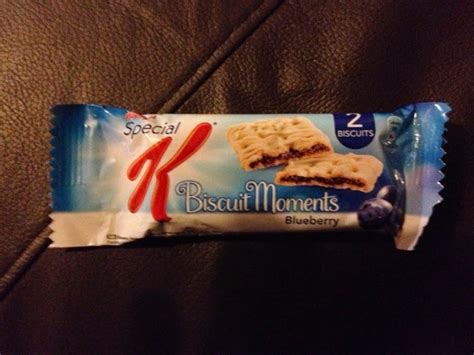 Special
K
2
BISCUITS
Biscuit Moments
Blueberry